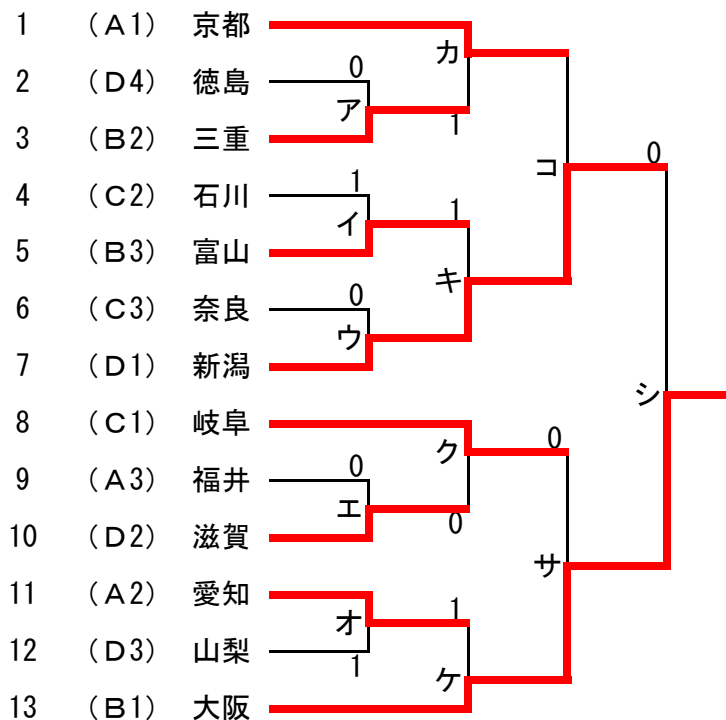 1 (A1) 京都
カ
2 (D4) 徳島 0
ア
1
3 (B2) 三重
コ 0
4 (C2) 石川 1
イ 1
5 (B3) 富山
キ
6 (C3) 奈良 0
ウ
7 (D1) 新潟
シ
8 (C1) 岐阜
ク 0
9 (A3) 福井 0
エ
0
10 (D2) 滋賀
サ
11 (A2) 愛知
オ 1
12 (D3) 山梨 1
ケ
13 (B1) 大阪